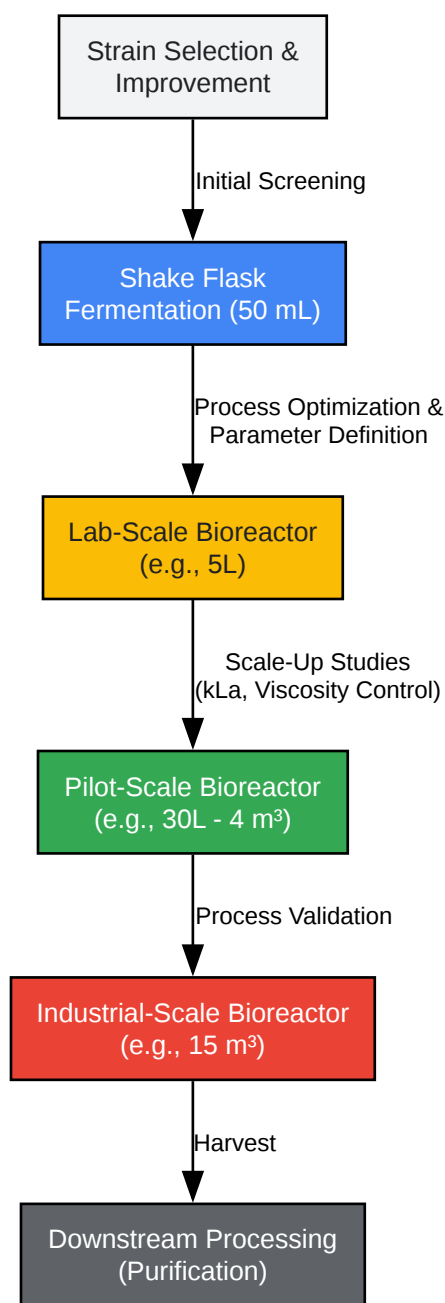 Strain Selection &
Improvement
Initial Screening
Shake Flask
Fermentation (50 mL)
Process Optimization &
Parameter Definition
Lab-Scale Bioreactor
(e.g., 5L)
Scale-Up Studies
(kLa, Viscosity Control)
Pilot-Scale Bioreactor
(e.g., 30L - 4 m³)
Process Validation
Industrial-Scale Bioreactor
(e.g., 15 m³)
Harvest
Downstream Processing
(Purification)